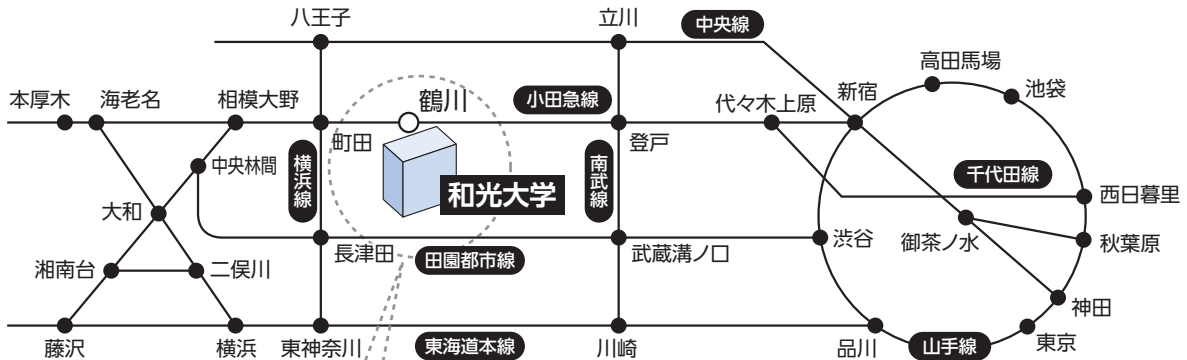 八王子
立川
中央線
高田馬場
池袋
本厚木
海老名
相模大野
鶴川
小田急線
代々木上原
新宿
町田
登戸
中央林間
横浜線
南武線
千代田線
和光大学
西日暮里
大和
御茶ノ水
秋葉原
長津田
武蔵溝ノ口
渋谷
湘南台
二俣川
田園都市線
神田
東京
藤沢
横浜
東神奈川
東海道本線
川崎
品川
山手線